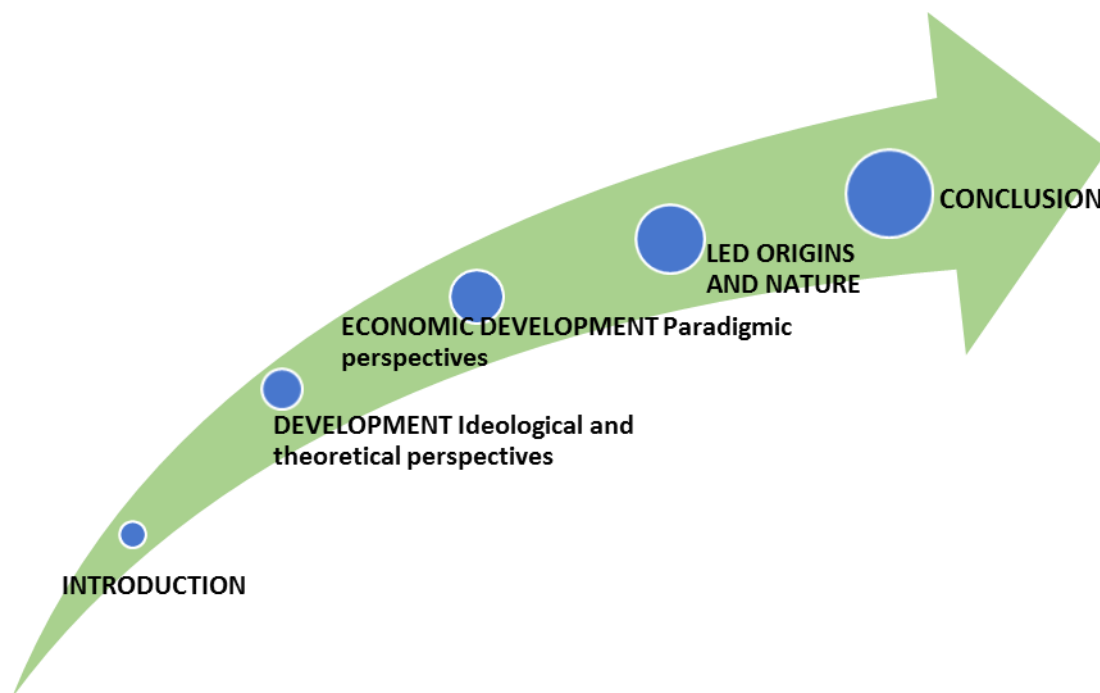 INTRODUCTION
DEVELOPMENT Ideological and
theoretical perspectives
ECONOMIC DEVELOPMENT Paradigmic
perspectives
LED ORIGINS
AND NATURE
CONCLUSION